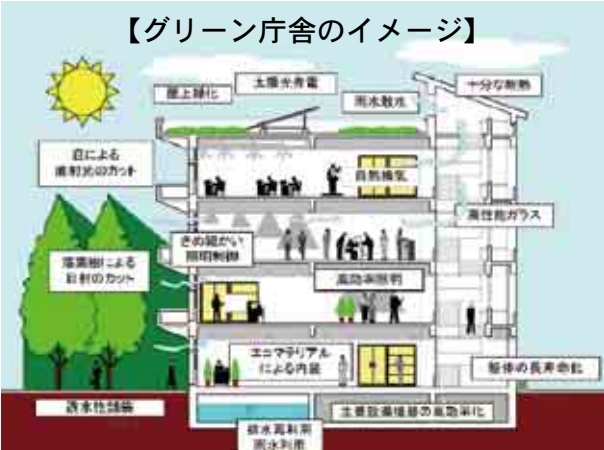 【グリーン庁舎のイメージ】
屋上緑化
太陽光発電
雨水散水
十分な断熱
庇による
直射光のカット
自然換気
高性能ガラス
きめ細かい
照明制御
落葉樹による
日射のカット
高効率照明
エコマテリアル
による内装
躯体の長寿命化
透水性舗装
主要設備機器の高効率化
排水再利用
雨水利用